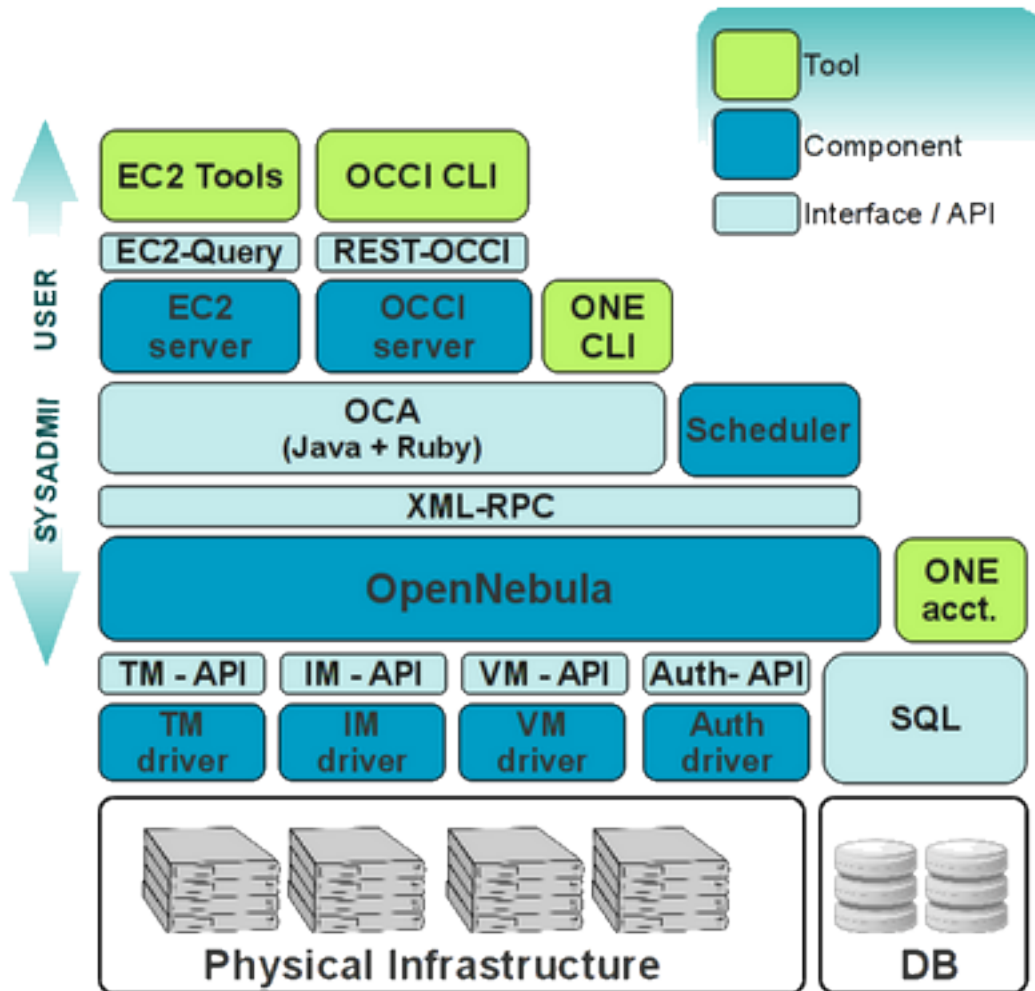 Tool
Component
Interface / API
EC2 Tools
OCCI CLI
EC2-Query
REST-OCCI
EC2
server
OCCI
server
ONE
CLI
OCA
(Java + Ruby)
Scheduler
XML-RPC
OpenNebula
ONE
acct.
TM - API
IM - API
VM - API
Auth- API
TM
driver
IM
driver
VM
driver
Auth
driver
SQL
Physical Infrastructure
DB
USER
SYSADMII